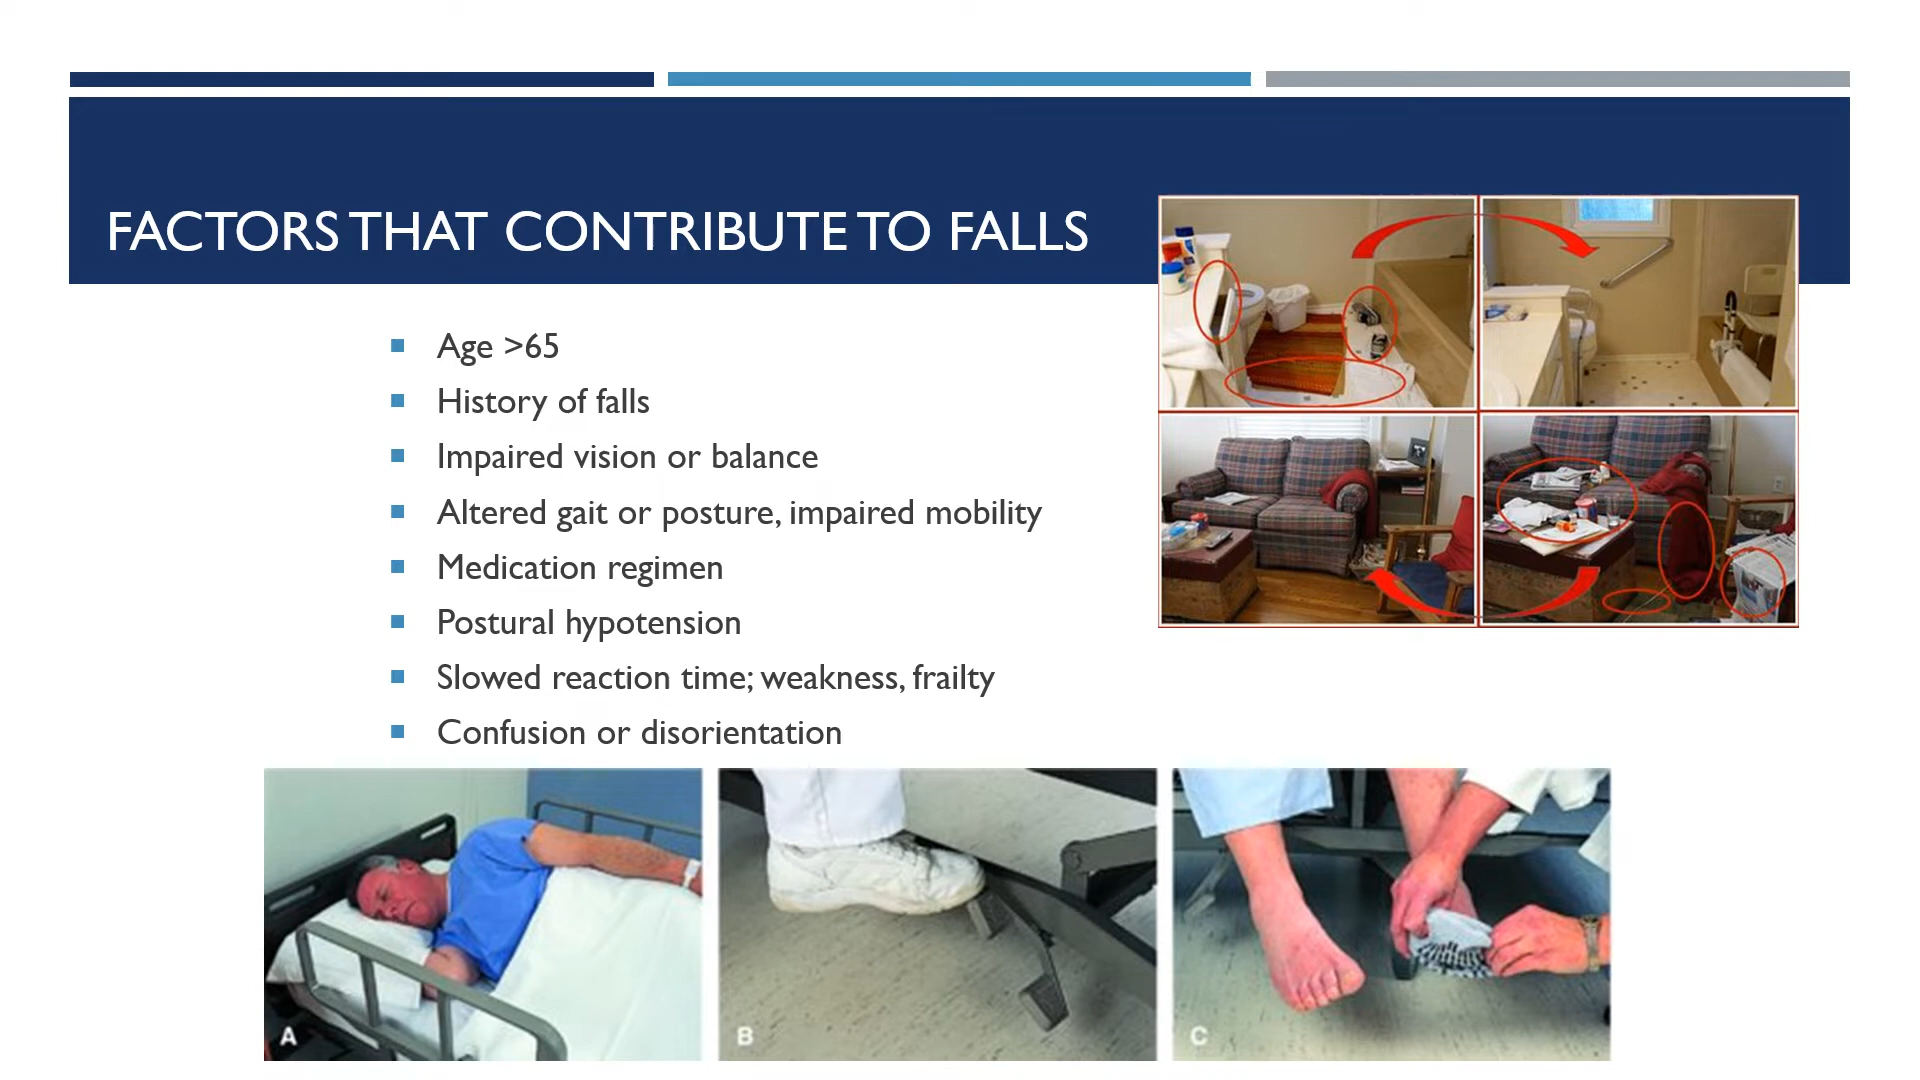 FACTORS THAT CONTRIBUTE TO FALLS
Age >65
History of falls
Impaired vision or balance
Altered gait or posture, impaired mobility
Medication regimen
Postural hypotension
Slowed reaction time; weakness, frailty
Confusion or disorientation
A
B
C